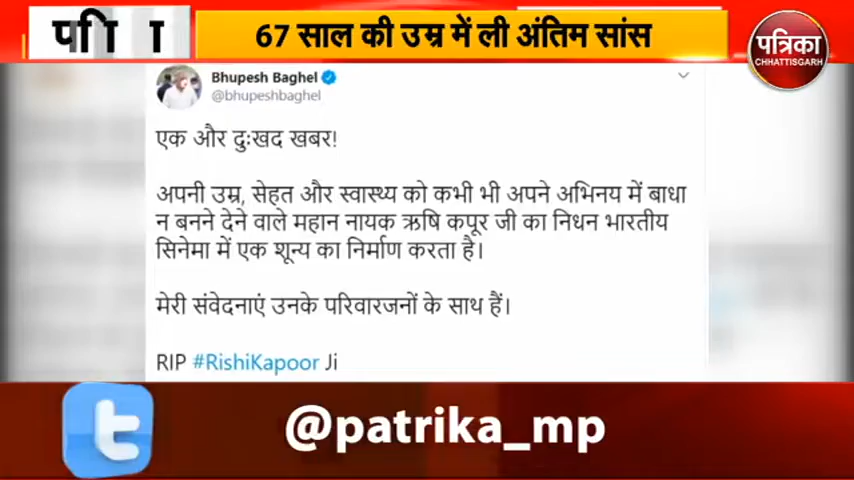 67 साल की उम्र में ली अंतिम सांस
पत्रिका
CHHATTISGARH
Bhupesh Baghel
@bhupeshbaghel
एक और दुःखद खबर!
अपनी उम्र, सेहत और स्वास्थ्य को कभी भी अपने अभिनय में बाधा
न बनने देने वाले महान नायक ऋषि कपूर जी का निधन भारतीय
सिनेमा में एक शून्य का निर्माण करता है।
मेरी संवेदनाएं उनके परिवारजनों के साथ हैं।
RIP #RishiKapoor Ji
@patrika_mp